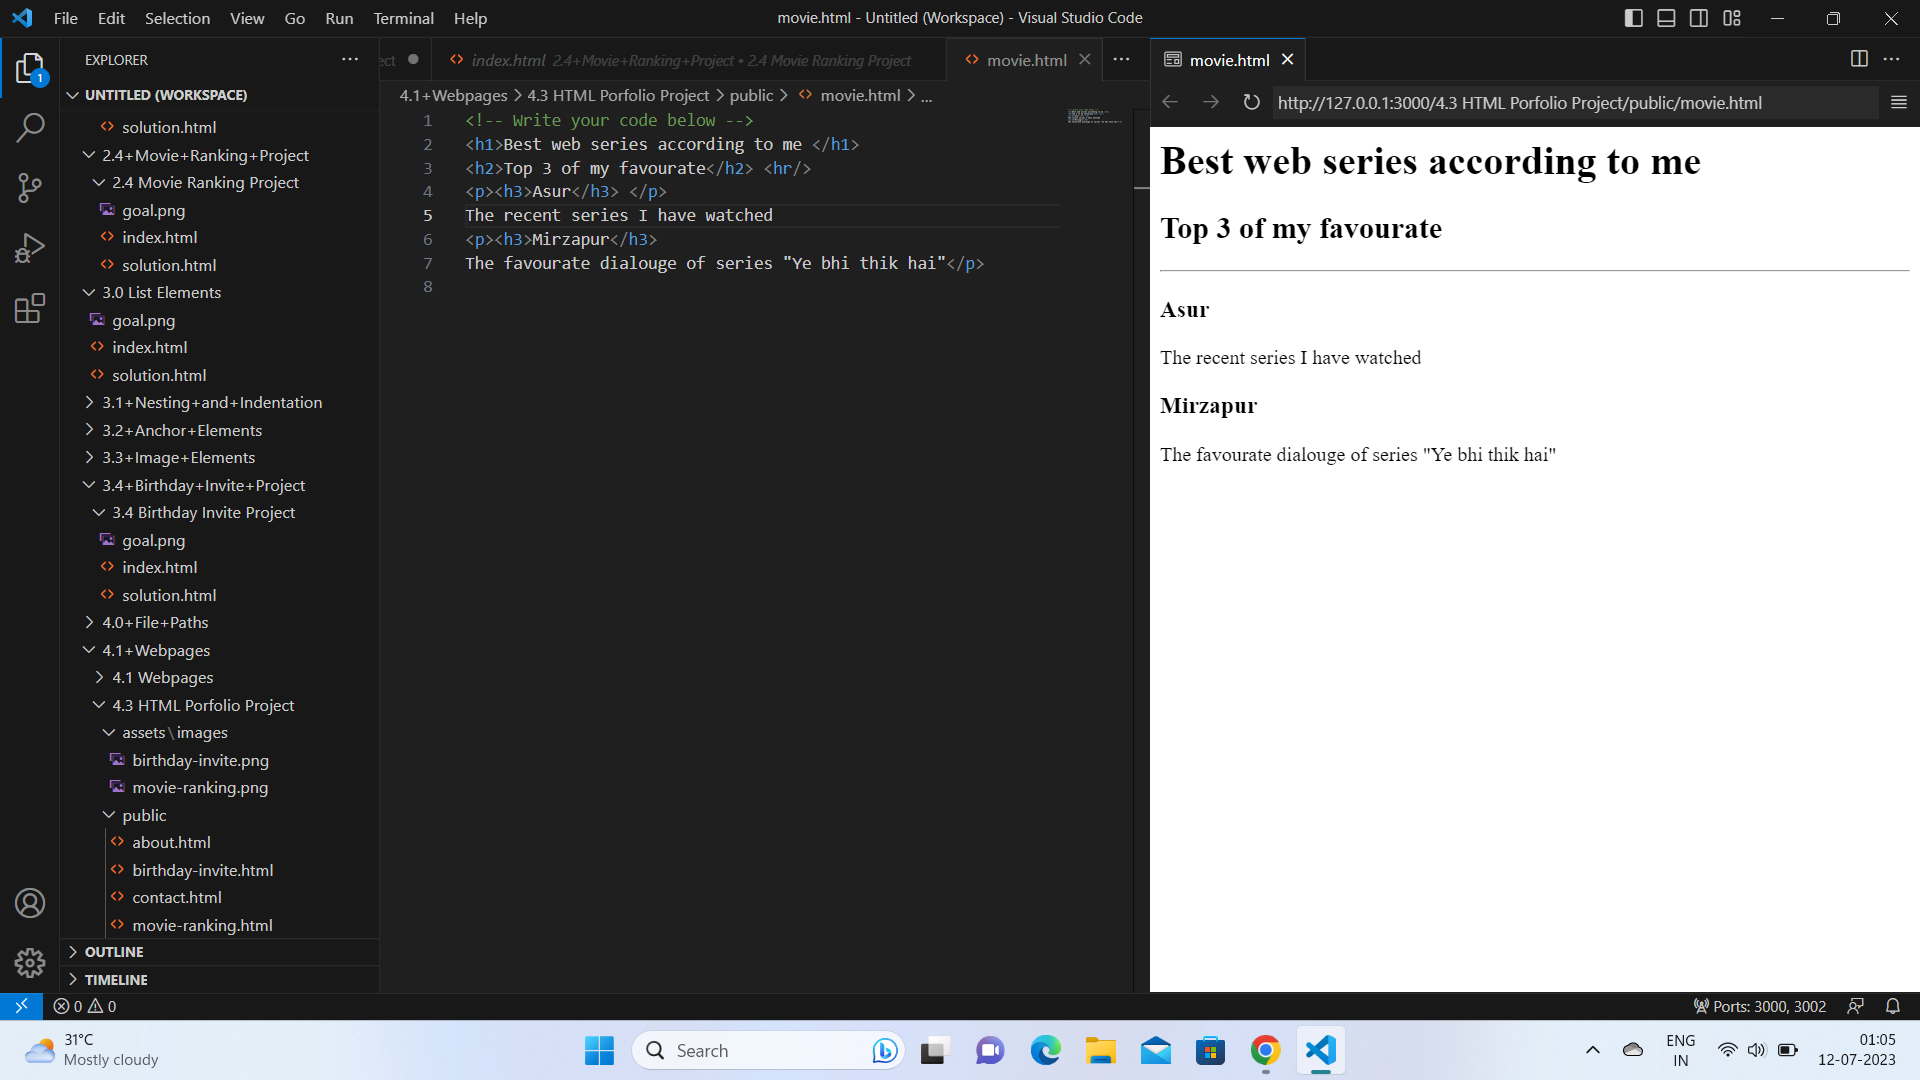 File Edit Selection View Go Run Terminal Help
movie.html - Untitled (Workspace) - Visual Studio Code
EXPLORER
1
UNTITLED (WORKSPACE)
solution.html
2.4+Movie+Ranking+Project
2.4 Movie Ranking Project
goal.png
index.html
solution.html
3.0 List Elements
goal.png
index.html
solution.html
3.1+Nesting+and+Indentation
3.2+Anchor+Elements
3.3+Image+Elements
3.4+Birthday+Invite+Project
3.4 Birthday Invite Project
goal.png
index.html
solution.html
4.0+File+Paths
4.1+Webpages
4.1 Webpages
4.3 HTML Porfolio Project
assets\images
birthday-invite.png
movie-ranking.png
public
about.html
birthday-invite.html
contact.html
movie-ranking.html
OUTLINE
TIMELINE
ect ● index.html 2.4+Movie+Ranking+Project • 2.4 Movie Ranking Project
movie.html
4.1+Webpages > 4.3 HTML Porfolio Project > public > movie.html > ...
1 <!-- Write your code below -->
2 <h1>Best web series according to me </h1>
3 <h2>Top 3 of my favourate</h2> <hr/>
4 <p><h3>Asur</h3> </p>
5 The recent series I have watched
6 <p><h3>Mirzapur</h3>
7 The favourate dialouge of series "Ye bhi thik hai"</p>
8
movie.html
http://127.0.0.1:3000/4.3 HTML Porfolio Project/public/movie.html
Best web series according to me
Top 3 of my favourate
Asur
The recent series I have watched
Mirzapur
The favourate dialouge of series "Ye bhi thik hai"
0 0
Ports: 3000, 3002
31°C
Mostly cloudy
Search
ENG
IN
01:05
12-07-2023